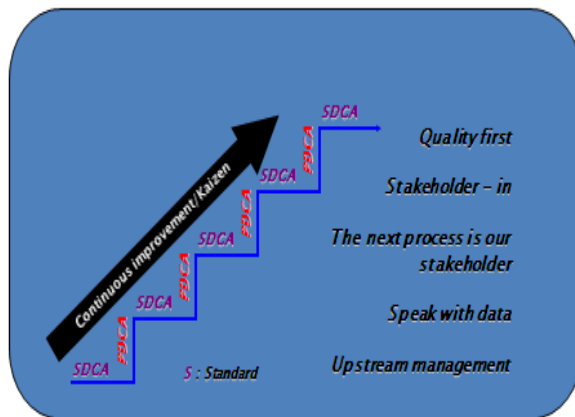 SDCA
Quality first
PDCA
SDCA
Stakeholder – in
PDCA
SDCA
The next process is our
stakeholder
PDCA
SDCA
Speak with data
PDCA
SDCA
S : Standard
Upstream management
Continuous improvement/Kaizen